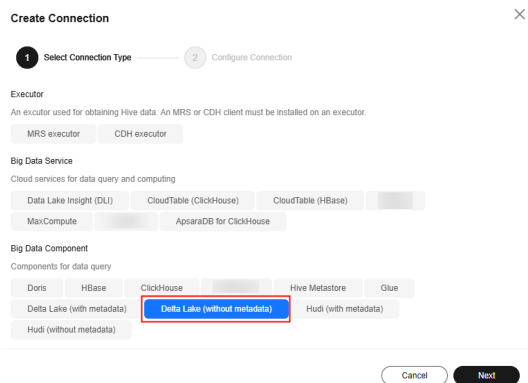 Create Connection
1 Select Connection Type 2 Configure Connection
Executor
An excutor used for obtaining Hive data. An MRS or CDH client must be installed on an executor.
MRS executor CDH executor
Big Data Service
Cloud services for data query and computing
Data Lake Insight (DLI) CloudTable (ClickHouse) CloudTable (HBase)
MaxCompute ApsaraDB for ClickHouse
Big Data Component
Components for data query
Doris HBase ClickHouse Hive Metastore Glue
Delta Lake (with metadata) Delta Lake (without metadata) Hudi (with metadata)
Hudi (without metadata)
Cancel Next